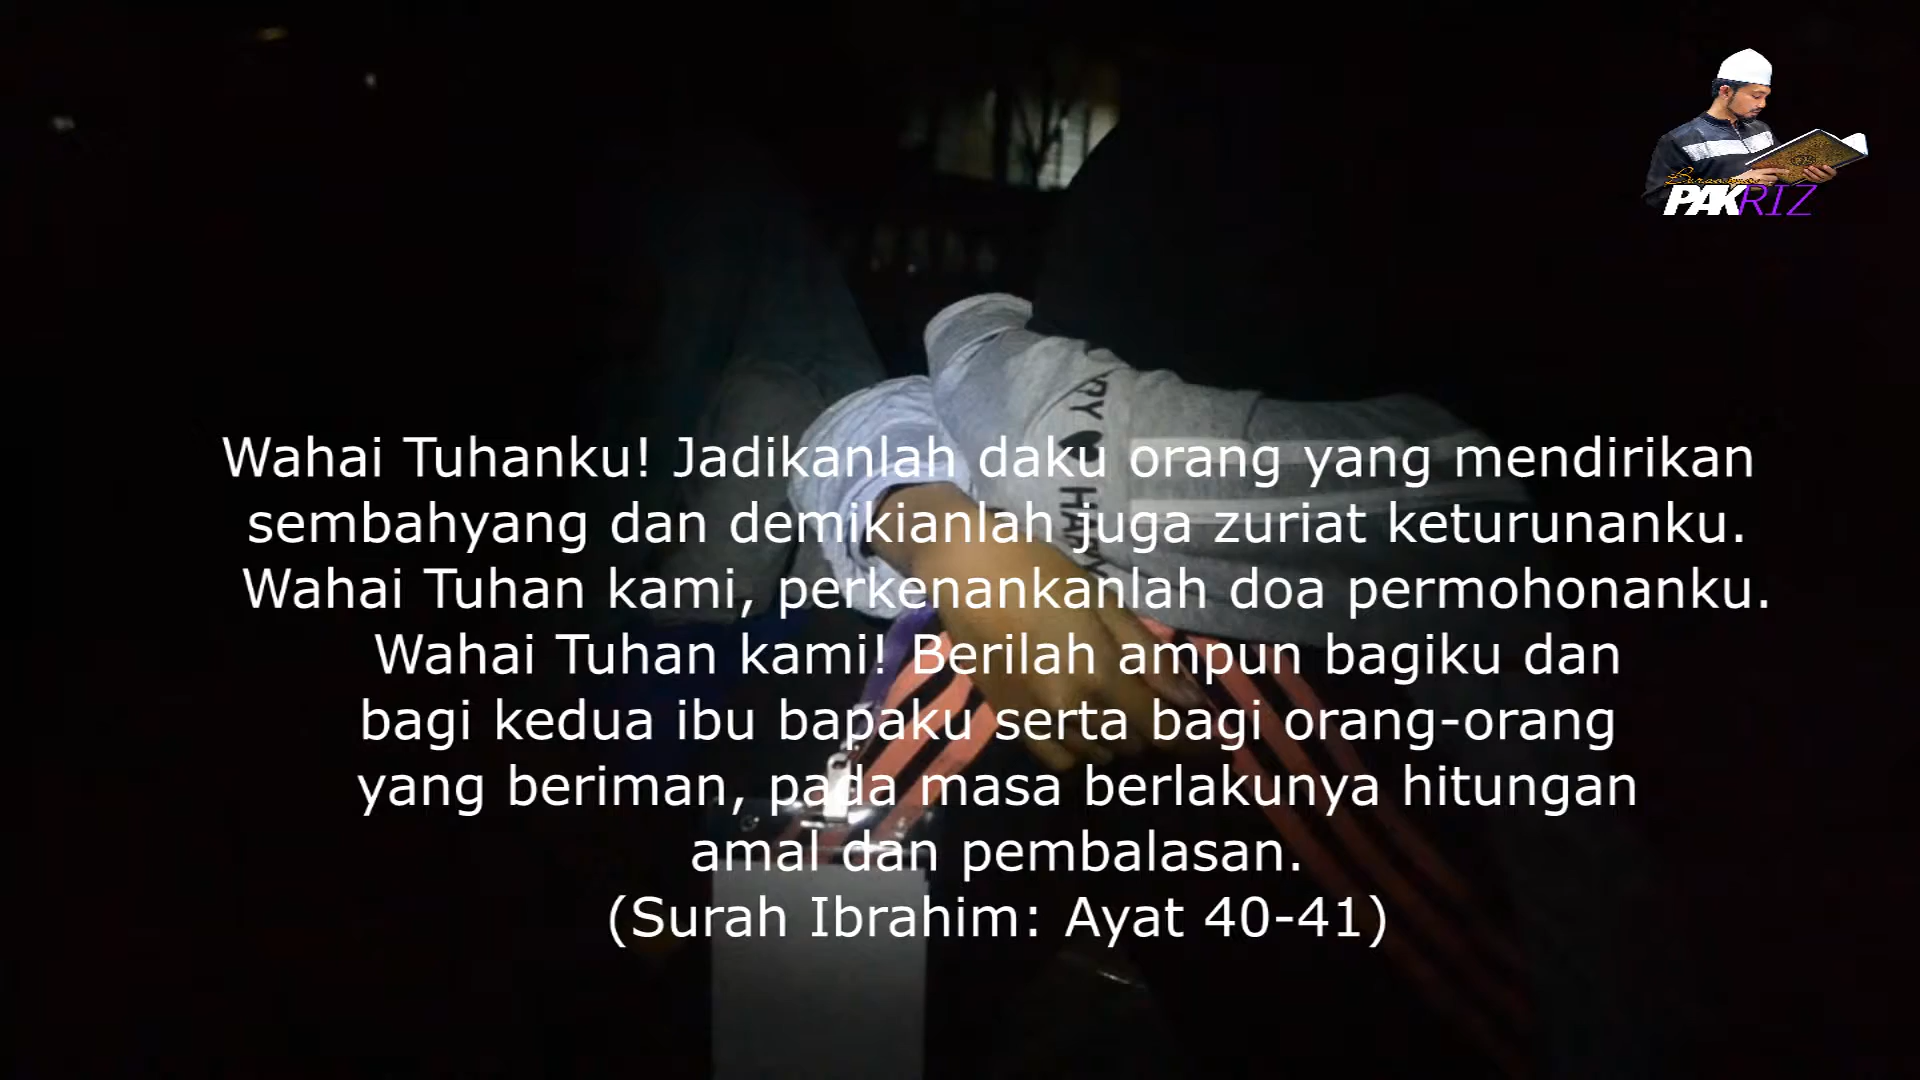 PAKRIZ
Wahai Tuhanku! Jadikanlah daku orang yang mendirikan
sembahyang dan demikianlah juga zuriat keturunanku.
Wahai Tuhan kami, perkenankanlah doa permohonanku.
Wahai Tuhan kami! Berilah ampun bagiku dan
bagi kedua ibu bapaku serta bagi orang-orang
yang beriman, pada masa berlakunya hitungan
amal dan pembalasan.
(Surah Ibrahim: Ayat 40-41)